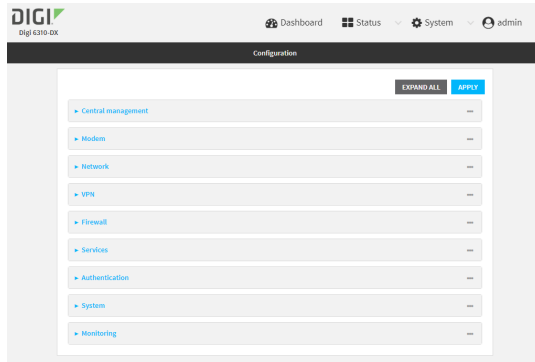 DIGI
Digi 6310-DX
Dashboard Status System admin
Configuration
EXPAND ALL APPLY
Central management
Modem
Network
VPN
Firewall
Services
Authentication
System
Monitoring